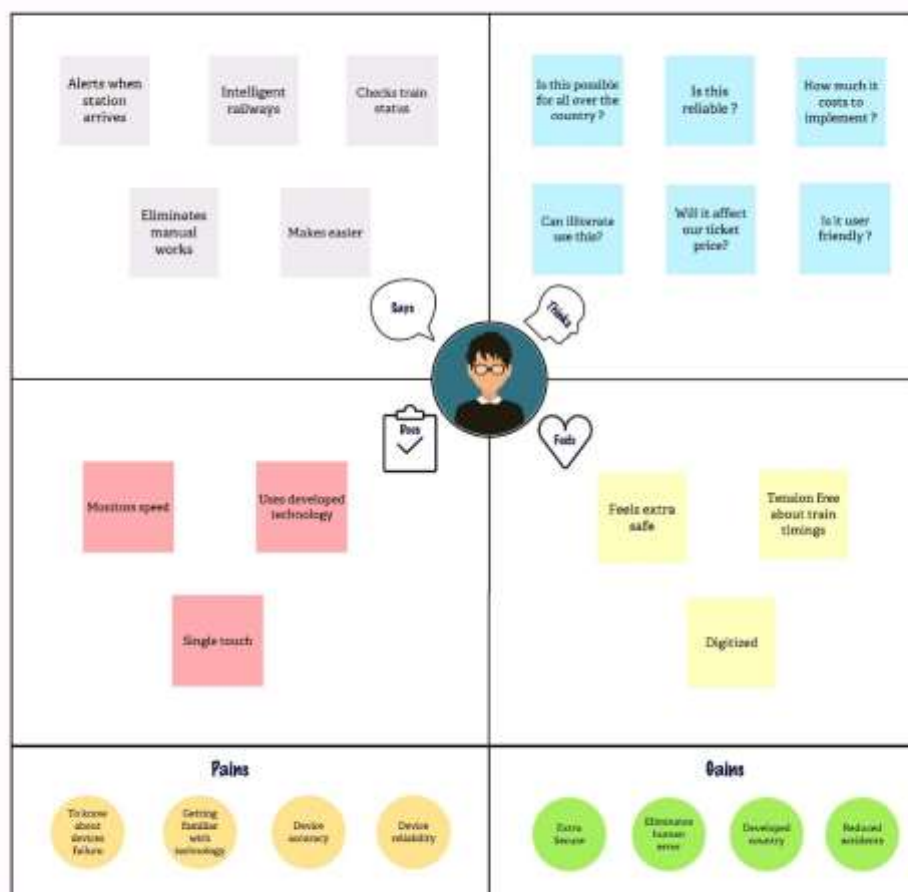 Alerts when
station
arrives
Intelligent
railways
Checks train
status
Eliminates
manual
works
Makes easier
Says
Is this possible
for all over the
country ?
Is this
reliable ?
How much it
costs to
implement ?
Can illiterate
use this?
Will it affect
our ticket
price?
Is it user
friendly ?
Thinks
Does
Monitors speed
Uses developed
technology
Single touch
Feels
Feels extra
safe
Tension free
about train
timings
Digitized
Pains
To know
about
devices
failure
Getting
familiar
with
technology
Device
accuracy
Device
reliability
Gains
Extra
Secure
Eliminates
human
error
Developed
country
Reduced
accidents